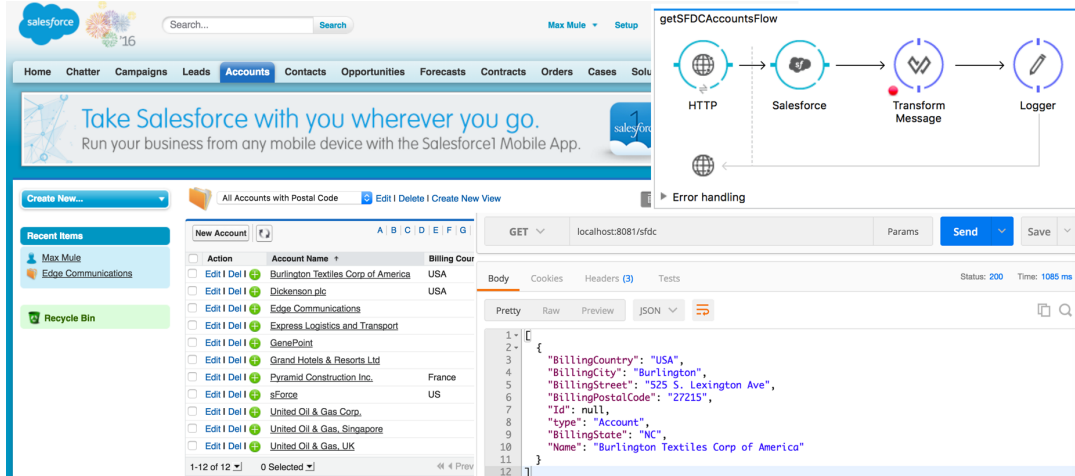 salesforce
'16
Search...
Search
Max Mule
Setup
Home Chatter Campaigns Leads Accounts Contacts Opportunities Forecasts Contracts Orders Cases Solu
Take Salesforce with you wherever you go.
Run your business from any mobile device with the Salesforce1 Mobile App.
1
salesforc
getSFDCAccountsFlow
HTTP
sf
Salesforce
Transform
Message
Logger
Error handling
Create New...
Recent Items
Max Mule
Edge Communications
Recycle Bin
All Accounts with Postal Code
Edit | Delete | Create New View
New Account
A | B | C | D | E | F | G
Action Account Name Billing Coun
Edit | Del | Burlington Textiles Corp of America USA
Edit | Del | Dickenson plc USA
Edit | Del | Edge Communications
Edit | Del | Express Logistics and Transport
Edit | Del | GenePoint
Edit | Del | Grand Hotels & Resorts Ltd
Edit | Del | Pyramid Construction Inc. France
Edit | Del | sForce US
Edit | Del | United Oil & Gas Corp.
Edit | Del | United Oil & Gas, Singapore
Edit | Del | United Oil & Gas, UK
1-12 of 12 0 Selected Prev
GET localhost:8081/sfdc Params Send Save
Body Cookies Headers (3) Tests Status: 200 Time: 1085 ms
Pretty Raw Preview JSON
1 [
2 {
3 "BillingCountry": "USA",
4 "BillingCity": "Burlington",
5 "BillingStreet": "525 S. Lexington Ave",
6 "BillingPostalCode": "27215",
7 "Id": null,
8 "type": "Account",
9 "BillingState": "NC",
10 "Name": "Burlington Textiles Corp of America"
11 }
12 ]